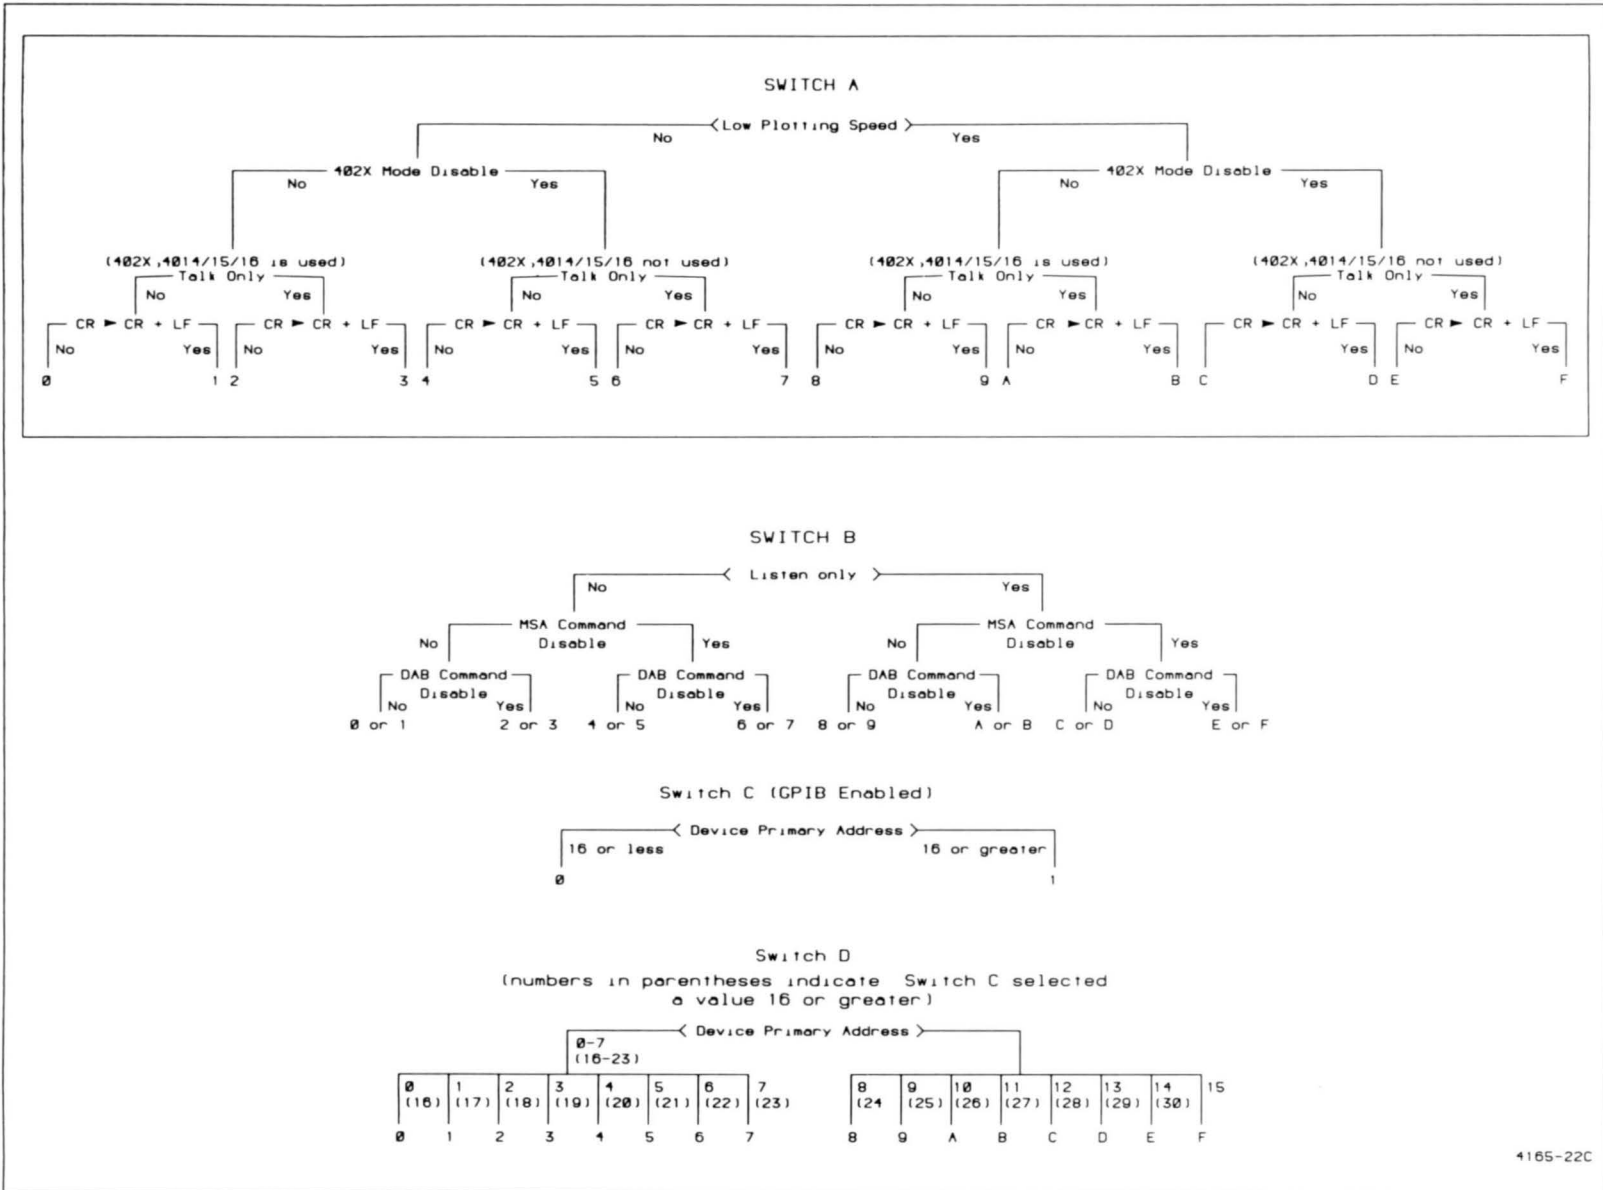 SWITCH A
<Low Plotting Speed>
No Yes
402X Mode Disable 402X Mode Disable
No Yes No Yes
(402X,4014/15/16 is used) (402X,4014/15/16 not used) (402X,4014/15/16 is used) (402X,4014/15/16 not used)
Talk Only Talk Only Talk Only Talk Only
No Yes No Yes No Yes No Yes
CR ► CR + LF CR ► CR + LF CR ► CR + LF CR ► CR + LF CR ► CR + LF CR ► CR + LF CR ► CR + LF CR ► CR + LF
No Yes No Yes No Yes No Yes No Yes No Yes Yes No Yes
0 1 2 3 4 5 6 7 8 9 A B C D E F
SWITCH B
< Listen only >
No Yes
MSA Command MSA Command
No Disable Yes No Disable Yes
DAB Command DAB Command DAB Command DAB Command
Disable Disable Disable Disable
No Yes No Yes No Yes No Yes
0 or 1 2 or 3 4 or 5 6 or 7 8 or 9 A or B C or D E or F
Switch C (GPIB Enabled)
< Device Primary Address >
16 or less 16 or greater
0 1
Switch D
(numbers in parentheses indicate Switch C selected
a value 16 or greater)
< Device Primary Address >
0-7
(16-23)
0 1 2 3 4 5 6 7 8 9 10 11 12 13 14 15
(16) (17) (18) (19) (20) (21) (22) (23) (24 (25) (26) (27) (28) (29) (30)
0 1 2 3 4 5 6 7 8 9 A B C D E F
4165-22C